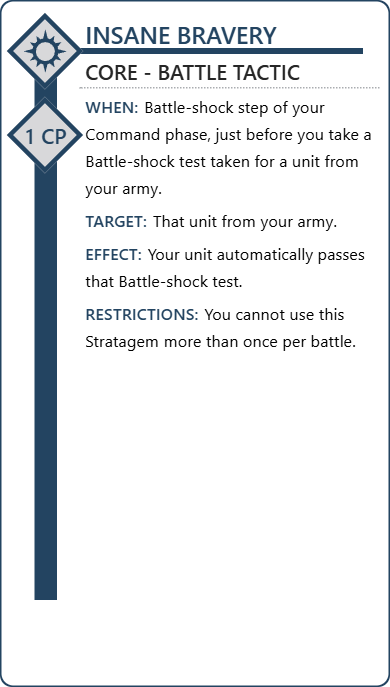 INSANE BRAVERY
CORE - BATTLE TACTIC
WHEN: Battle-shock step of your
1 CP
Command phase, just before you take a
Battle-shock test taken for a unit from
your army.
TARGET: That unit from your army.
EFFECT: Your unit automatically passes
that Battle-shock test.
RESTRICTIONS: You cannot use this
Stratagem more than once per battle.